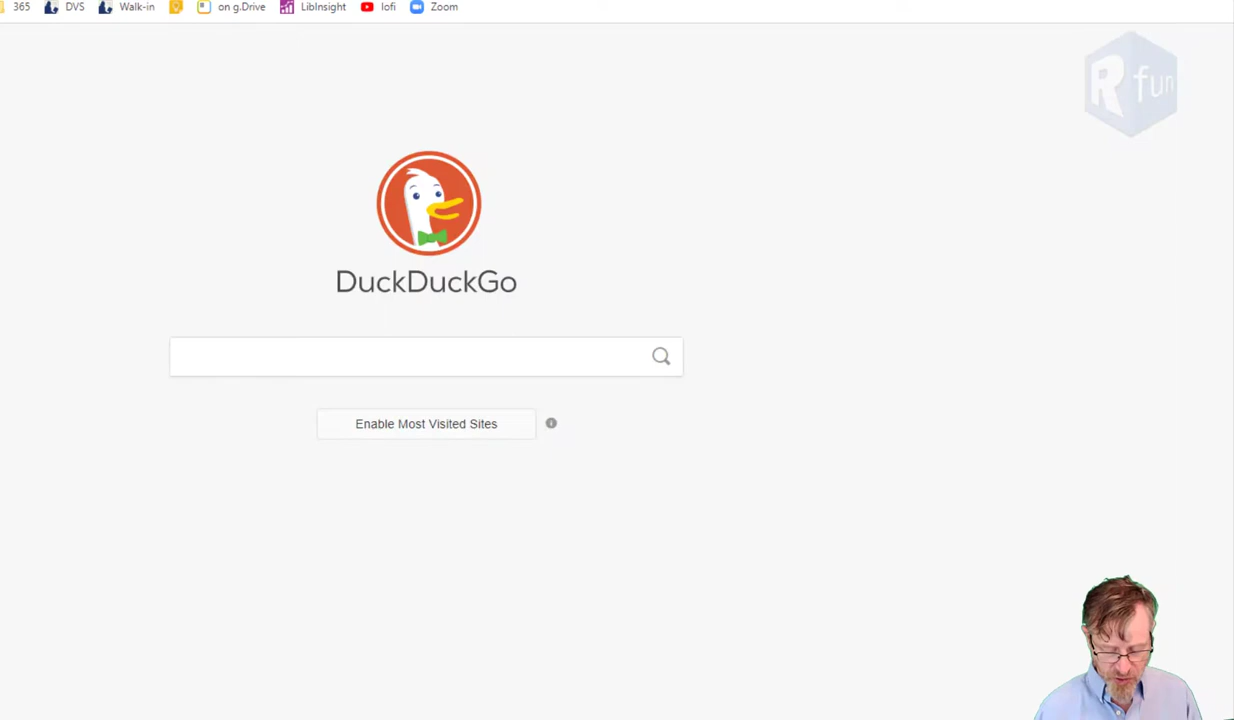 365 DVS Walk-in on g.Drive LibInsight lofi Zoom
R fun
DuckDuckGo
Enable Most Visited Sites